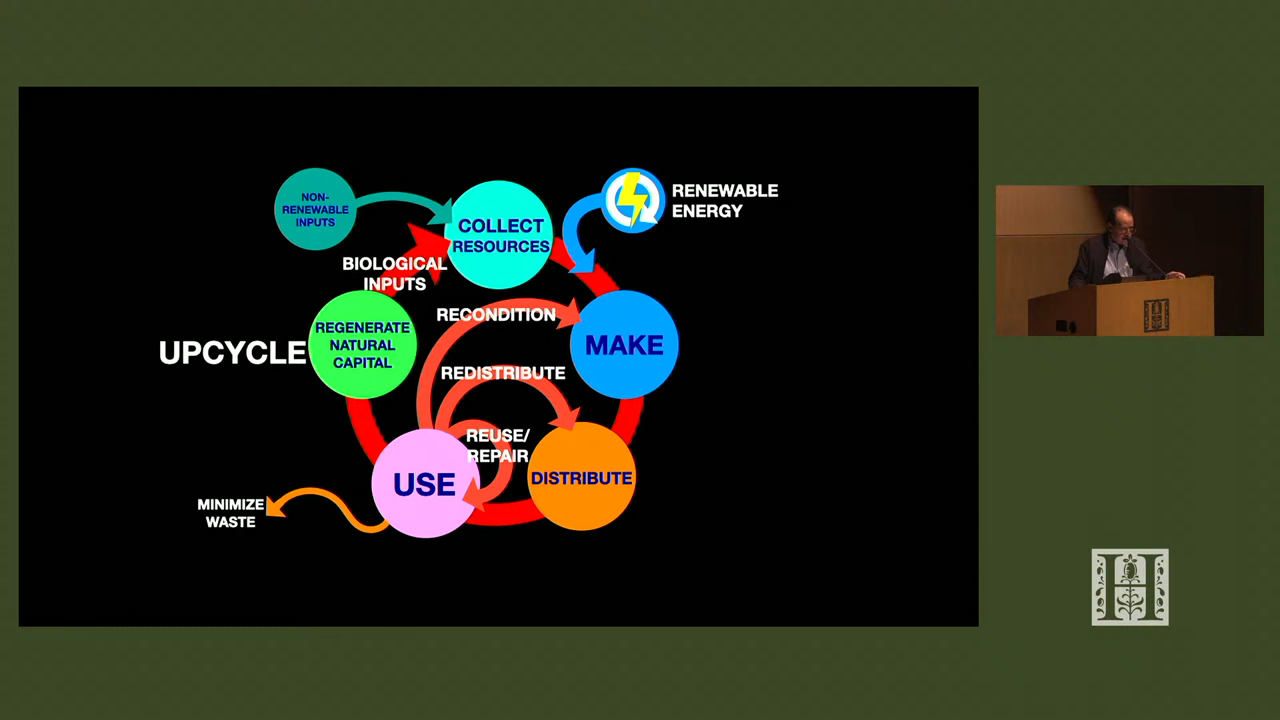 NON-
RENEWABLE
INPUTS
COLLECT
RESOURCES
RENEWABLE
ENERGY
BIOLOGICAL
INPUTS
RECONDITION
REGENERATE
NATURAL
CAPITAL
UPCYCLE
MAKE
REDISTRIBUTE
REUSE/
REPAIR
USE
DISTRIBUTE
MINIMIZE
WASTE
H